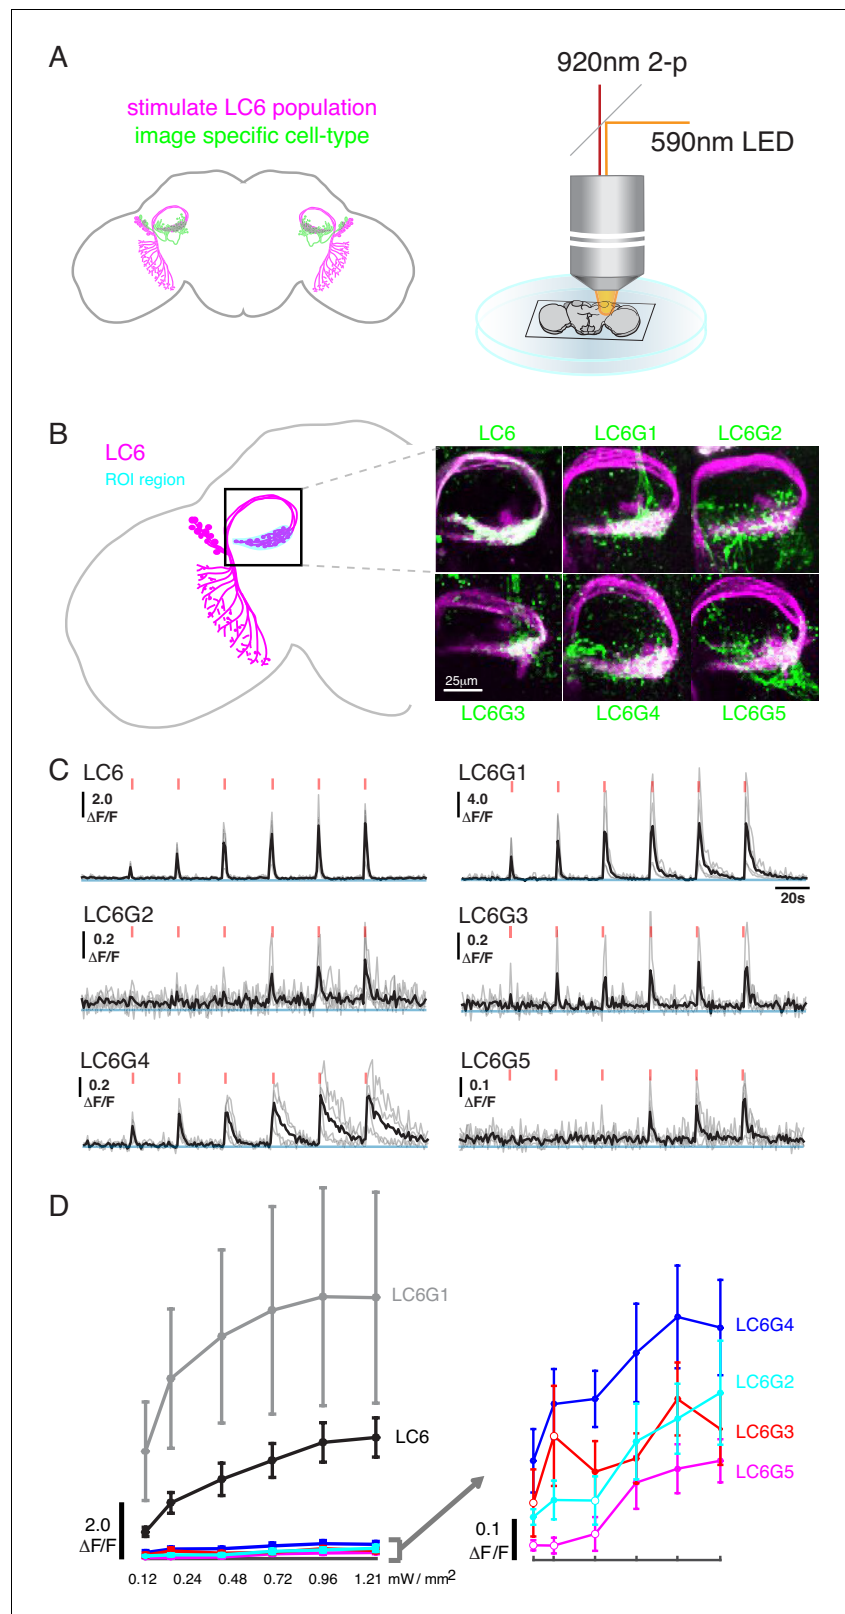 A
stimulate LC6 population
image specific cell-type
920nm 2-p
590nm LED
B
LC6
ROI region
LC6
LC6G1
LC6G2
25μm
LC6G3
LC6G4
LC6G5
C
LC6
2.0
ΔF/F
LC6G1
4.0
ΔF/F
20s
LC6G2
0.2
ΔF/F
LC6G3
0.2
ΔF/F
LC6G4
0.2
ΔF/F
LC6G5
0.1
ΔF/F
D
LC6G1
LC6
2.0
ΔF/F
0.12 0.24 0.48 0.72 0.96 1.21 mW / mm²
LC6G4
LC6G2
LC6G3
LC6G5
0.1
ΔF/F